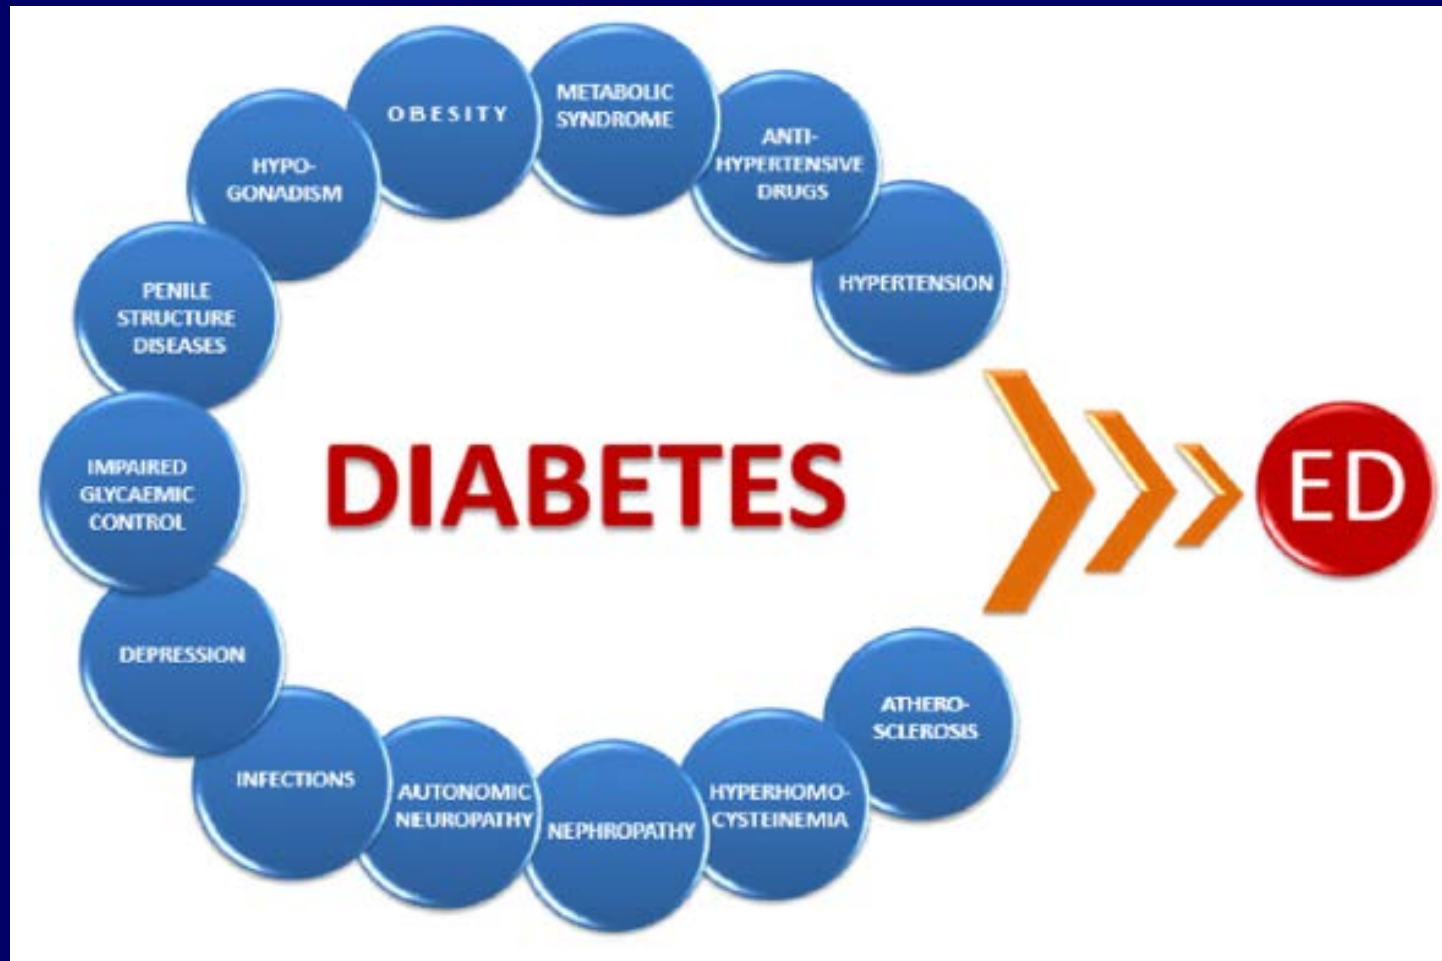 OBESITY
METABOLIC
SYNDROME
ANTI-
HYPERTENSIVE
DRUGS
HYPERTENSION
HYPO-
GONADISM
PENILE
STRUCTURE
DISEASES
IMPAIRED
GLYCAEMIC
CONTROL
DIABETES
ED
DEPRESSION
INFECTIONS
AUTONOMIC
NEUROPATHY
NEPHROPATHY
HYPERHOMO-
CYSTEINEMIA
ATHERO-
SCLEROSIS